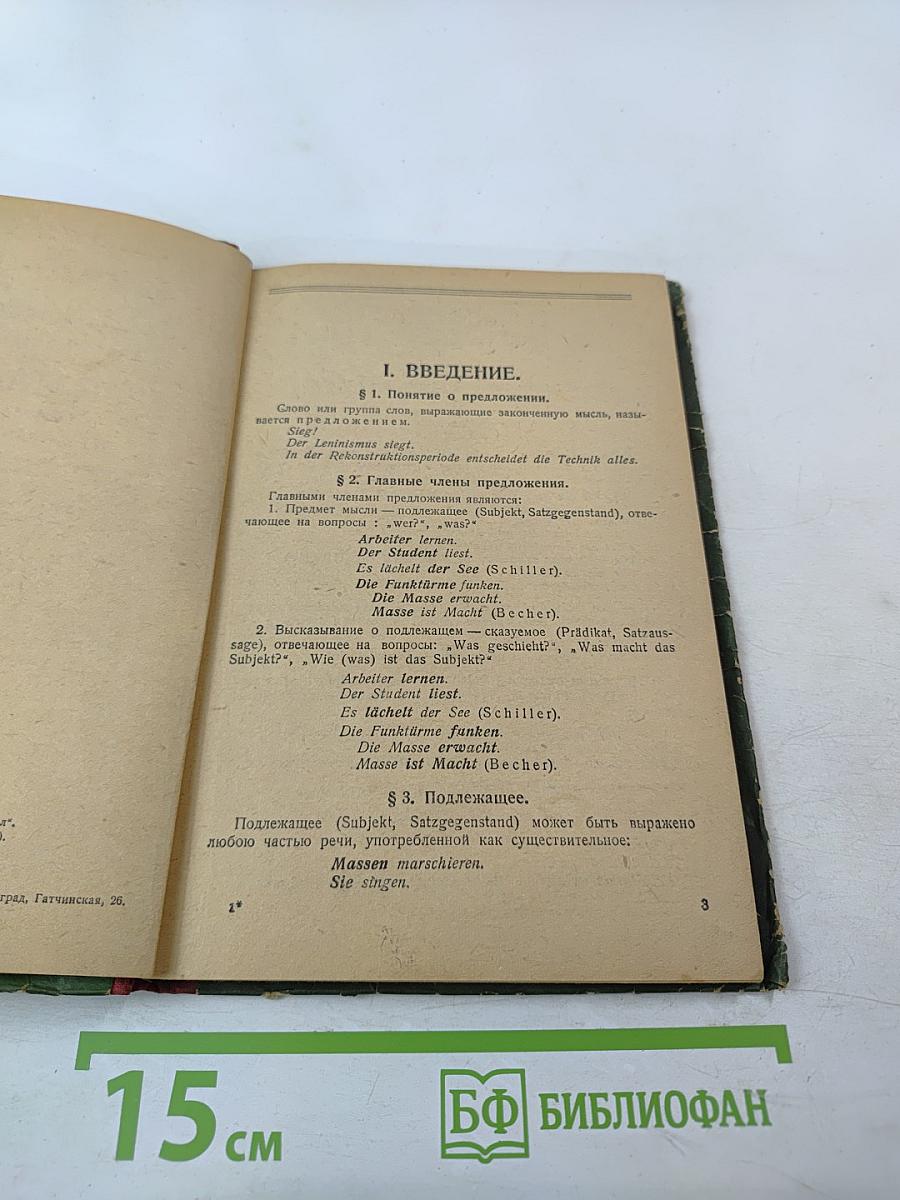 л“.
).
град, Гатчинская, 26.
I. ВВЕДЕНИЕ.
§ 1. Понятие о предложении.
Слово или группа слов, выражающие законченную мысль, назы-
вается предложением.
Sieg!
Der Leninismus siegt.
In der Rekonstruktionsperiode entscheidet die Technik alles.
§ 2. Главные члены предложения.
Главными членами предложения являются:
1. Предмет мысли — подлежащее (Subjekt, Satzgegenstand), отве-
чающее на вопросы : „wer?“, „was?“
Arbeiter lernen.
Der Student liest.
Es lächelt der See (Schiller).
Die Funktürme funken.
Die Masse erwacht.
Masse ist Macht (Becher).
2. Высказывание о подлежащем — сказуемое (Prädikat, Satzaus-
sage), отвечающее на вопросы: „Was geschieht?“, „Was macht das
Subjekt?“, „Wie (was) ist das Subjekt?“
Arbeiter lernen.
Der Student liest.
Es lächelt der See (Schiller).
Die Funktürme funken.
Die Masse erwacht.
Masse ist Macht (Becher).
§ 3. Подлежащее.
Подлежащее (Subjekt, Satzgegenstand) может быть выражено
любою частью речи, употребленной как существительное:
Massen marschieren.
Sie singen.
1*
3
15 см
БФ БИБЛИОФАН